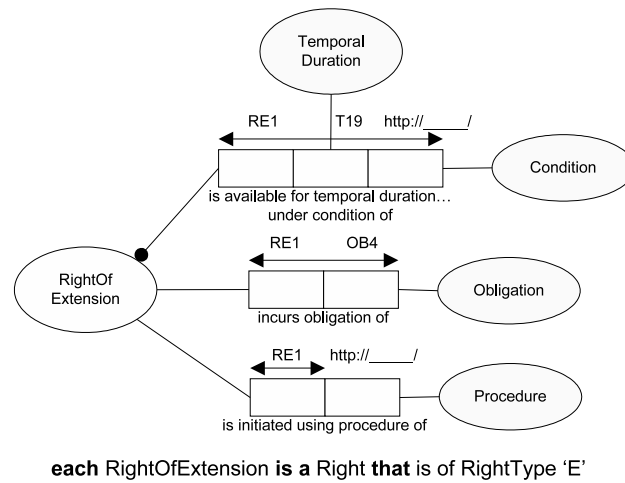 Temporal
Duration
RE1 T19 http://_____/
Condition
is available for temporal duration…
under condition of
RightOf
Extension
RE1 OB4
Obligation
incurs obligation of
RE1 http://_____/
Procedure
is initiated using procedure of
each RightOfExtension is a Right that is of RightType ‘E’